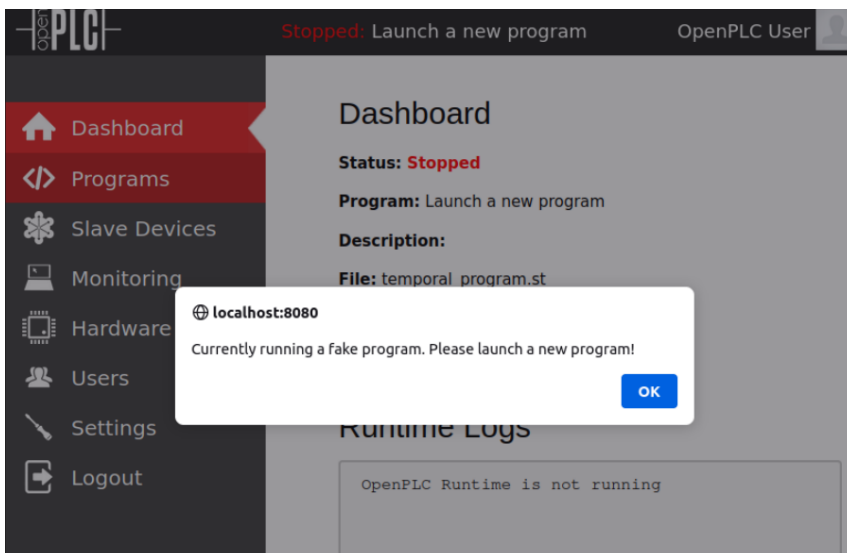 open PLC
Stopped: Launch a new program
OpenPLC User
Dashboard
Programs
Slave Devices
Monitoring
Hardware
Users
Settings
Logout
Dashboard
Status: Stopped
Program: Launch a new program
Description:
File: temporal_program.st
localhost:8080
Currently running a fake program. Please launch a new program!
OK
Runtime Logs
OpenPLC Runtime is not running